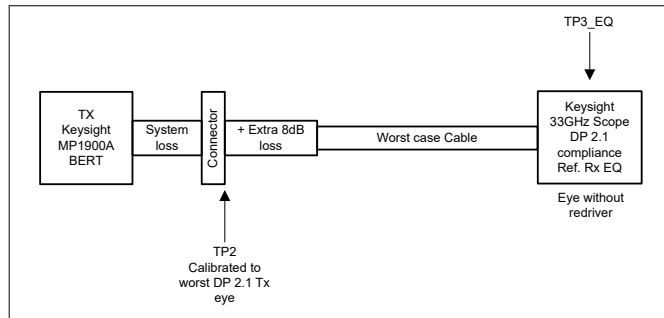 TP3_EQ
TX
Keysight
MP1900A
BERT
System
loss
Connector
+ Extra 8dB
loss
Worst case Cable
Keysight
33GHz Scope
DP 2.1
compliance
Ref. Rx EQ
Eye without
redriver
TP2
Calibrated to
worst DP 2.1 Tx
eye